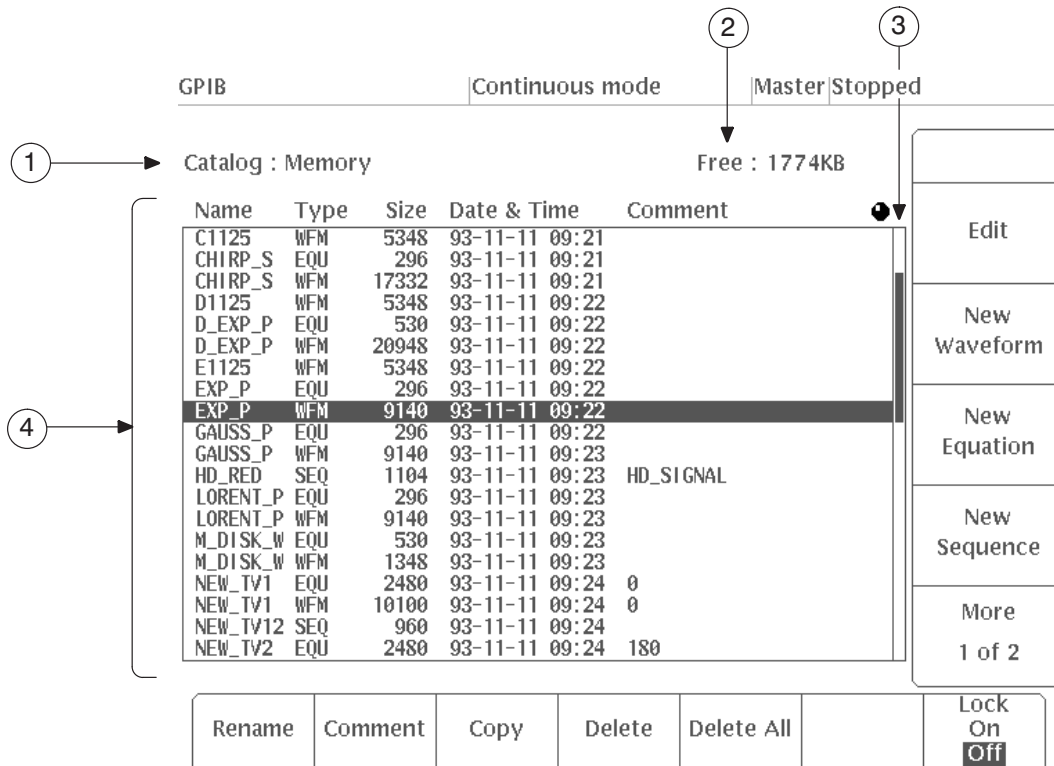 2
3
GPIB Continuous mode Master Stopped
1
Catalog : Memory Free : 1774KB
Name Type Size Date & Time Comment
C1125 WFM 5348 93-11-11 09:21
CHIRP_S EQU 296 93-11-11 09:21
CHIRP_S WFM 17332 93-11-11 09:21
D1125 WFM 5348 93-11-11 09:22
D_EXP_P EQU 530 93-11-11 09:22
D_EXP_P WFM 20948 93-11-11 09:22
E1125 WFM 5348 93-11-11 09:22
EXP_P EQU 296 93-11-11 09:22
EXP_P WFM 9140 93-11-11 09:22
GAUSS_P EQU 296 93-11-11 09:22
GAUSS_P WFM 9140 93-11-11 09:23
HD_RED SEQ 1104 93-11-11 09:23 HD_SIGNAL
LORENT_P EQU 296 93-11-11 09:23
LORENT_P WFM 9140 93-11-11 09:23
M_DISK_W EQU 530 93-11-11 09:23
M_DISK_W WFM 1348 93-11-11 09:23
NEW_TV1 EQU 2480 93-11-11 09:24 0
NEW_TV1 WFM 10100 93-11-11 09:24 0
NEW_TV12 SEQ 960 93-11-11 09:24
NEW_TV2 EQU 2480 93-11-11 09:24 180
4
Edit
New
Waveform
New
Equation
New
Sequence
More
1 of 2
Rename Comment Copy Delete Delete All
Lock
On
Off